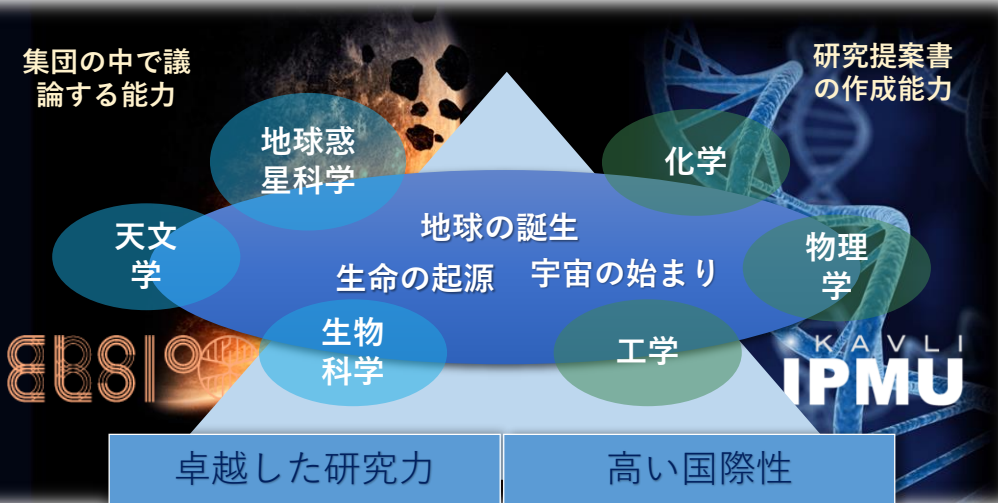 集団の中で議
論する能力
研究提案書
の作成能力
地球惑
星科学
化学
天文
学
地球の誕生
生命の起源
宇宙の始まり
物理
学
生物
科学
工学
ELSI
KAVLI
IPMU
卓越した研究力
高い国際性